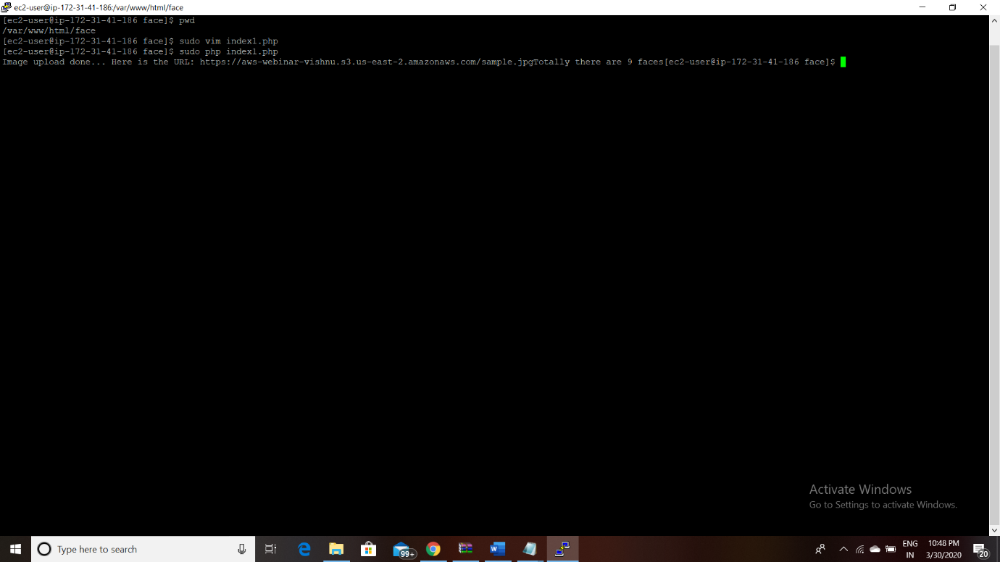 ec2-user@ip-172-31-41-186:/var/www/html/face
[ec2-user@ip-172-31-41-186 face]$ pwd
/var/www/html/face
[ec2-user@ip-172-31-41-186 face]$ sudo vim index1.php
[ec2-user@ip-172-31-41-186 face]$ sudo php index1.php
Image upload done... Here is the URL: https://aws-webinar-vishnu.s3.us-east-2.amazonaws.com/sample.jpgTotally there are 9 faces[ec2-user@ip-172-31-41-186 face]$
Activate Windows
Go to Settings to activate Windows.
Type here to search
99+
ENG
IN
10:48 PM
3/30/2020
20